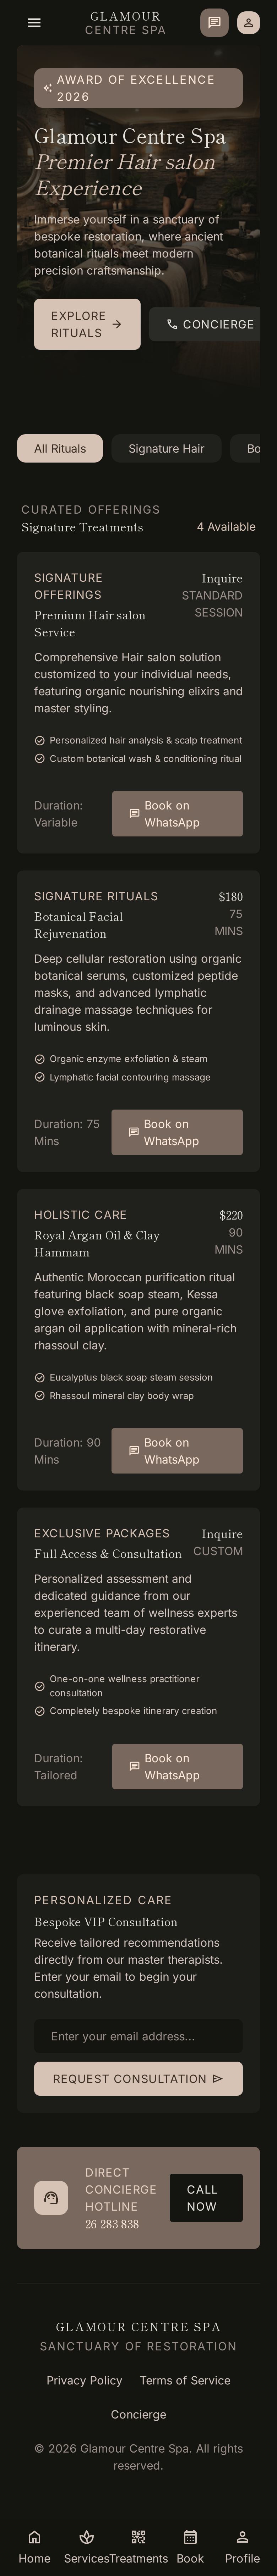 GLAMOUR
CENTRE SPA
AWARD OF EXCELLENCE
2026
Glamour Centre Spa
Premier Hair salon
Experience
Immerse yourself in a sanctuary of
bespoke restoration, where ancient
botanical rituals meet modern
precision craftsmanship.
EXPLORE
RITUALS
CONCIERGE
All Rituals
Signature Hair
Bo
CURATED OFFERINGS
Signature Treatments
4 Available
SIGNATURE
OFFERINGS
Premium Hair salon
Service
Inquire
STANDARD
SESSION
Comprehensive Hair salon solution
customized to your individual needs,
featuring organic nourishing elixirs and
master styling.
Personalized hair analysis & scalp treatment
Custom botanical wash & conditioning ritual
Duration:
Variable
Book on
WhatsApp
SIGNATURE RITUALS
Botanical Facial
Rejuvenation
$180
75
MINS
Deep cellular restoration using organic
botanical serums, customized peptide
masks, and advanced lymphatic
drainage massage techniques for
luminous skin.
Organic enzyme exfoliation & steam
Lymphatic facial contouring massage
Duration: 75
Mins
Book on
WhatsApp
HOLISTIC CARE
Royal Argan Oil & Clay
Hammam
$220
90
MINS
Authentic Moroccan purification ritual
featuring black soap steam, Kessa
glove exfoliation, and pure organic
argan oil application with mineral-rich
rhassoul clay.
Eucalyptus black soap steam session
Rhassoul mineral clay body wrap
Duration: 90
Mins
Book on
WhatsApp
EXCLUSIVE PACKAGES
Full Access & Consultation
Inquire
CUSTOM
Personalized assessment and
dedicated guidance from our
experienced team of wellness experts
to curate a multi-day restorative
itinerary.
One-on-one wellness practitioner
consultation
Completely bespoke itinerary creation
Duration:
Tailored
Book on
WhatsApp
PERSONALIZED CARE
Bespoke VIP Consultation
Receive tailored recommendations
directly from our master therapists.
Enter your email to begin your
consultation.
Enter your email address...
REQUEST CONSULTATION
DIRECT
CONCIERGE
HOTLINE
26 283 838
CALL
NOW
GLAMOUR CENTRE SPA
SANCTUARY OF RESTORATION
Privacy Policy
Terms of Service
Concierge
© 2026 Glamour Centre Spa. All rights
reserved.
Home
Services
Treatments
Book
Profile